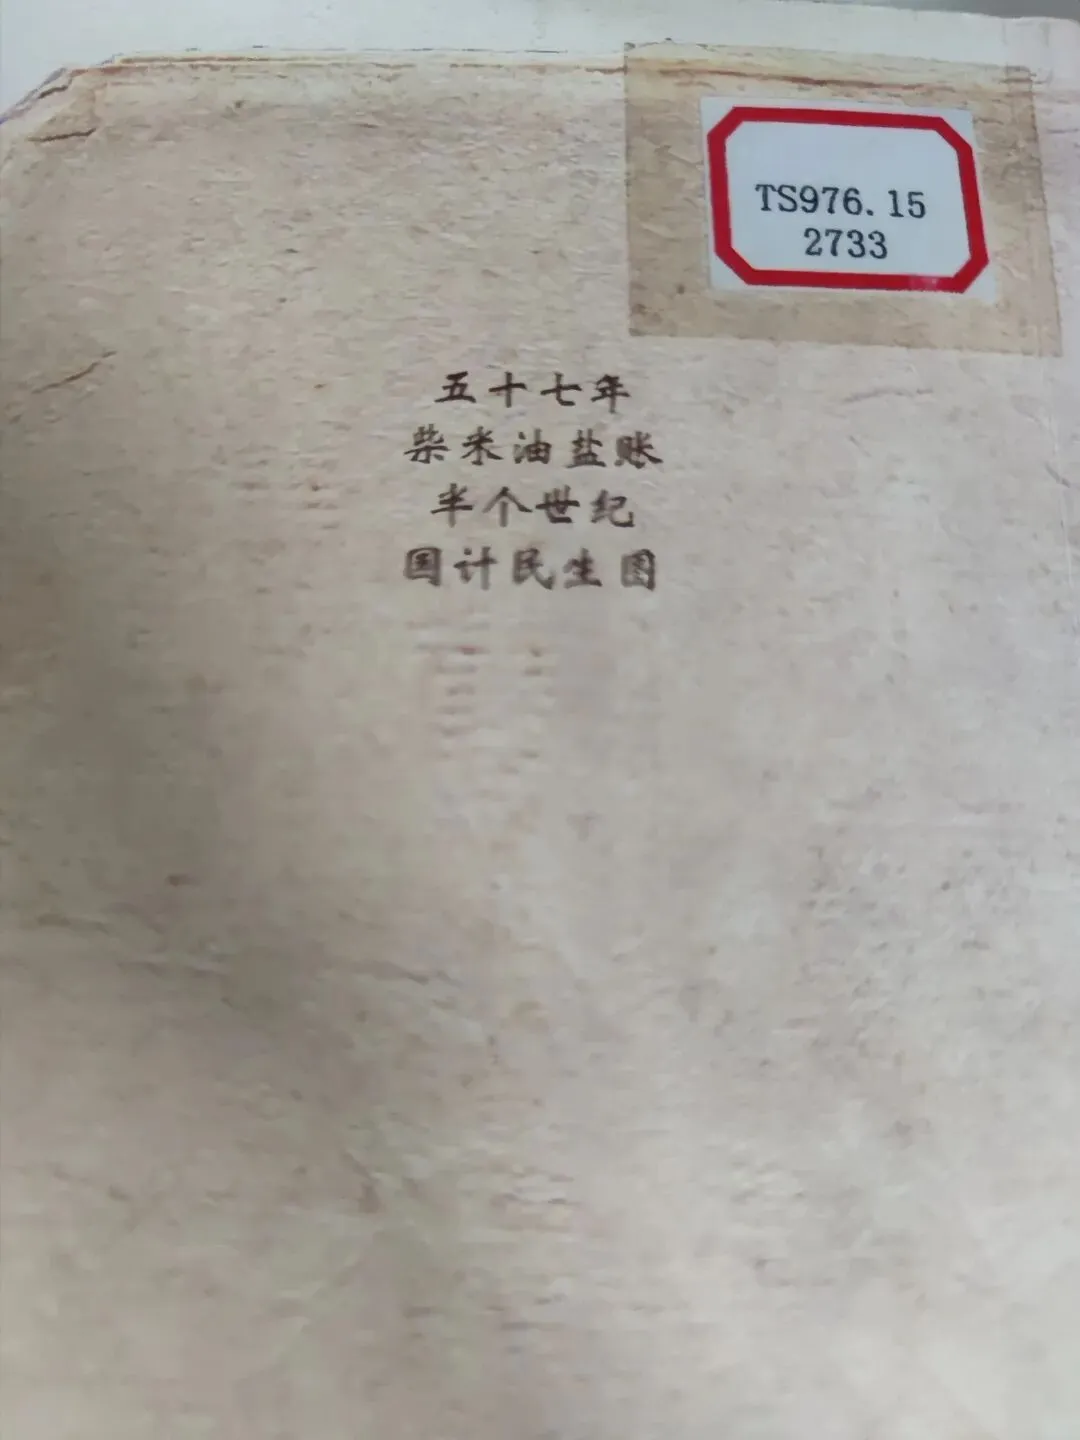 TS976.15
2733
五十七年
柴米油盐账
半个世纪
国计民生图